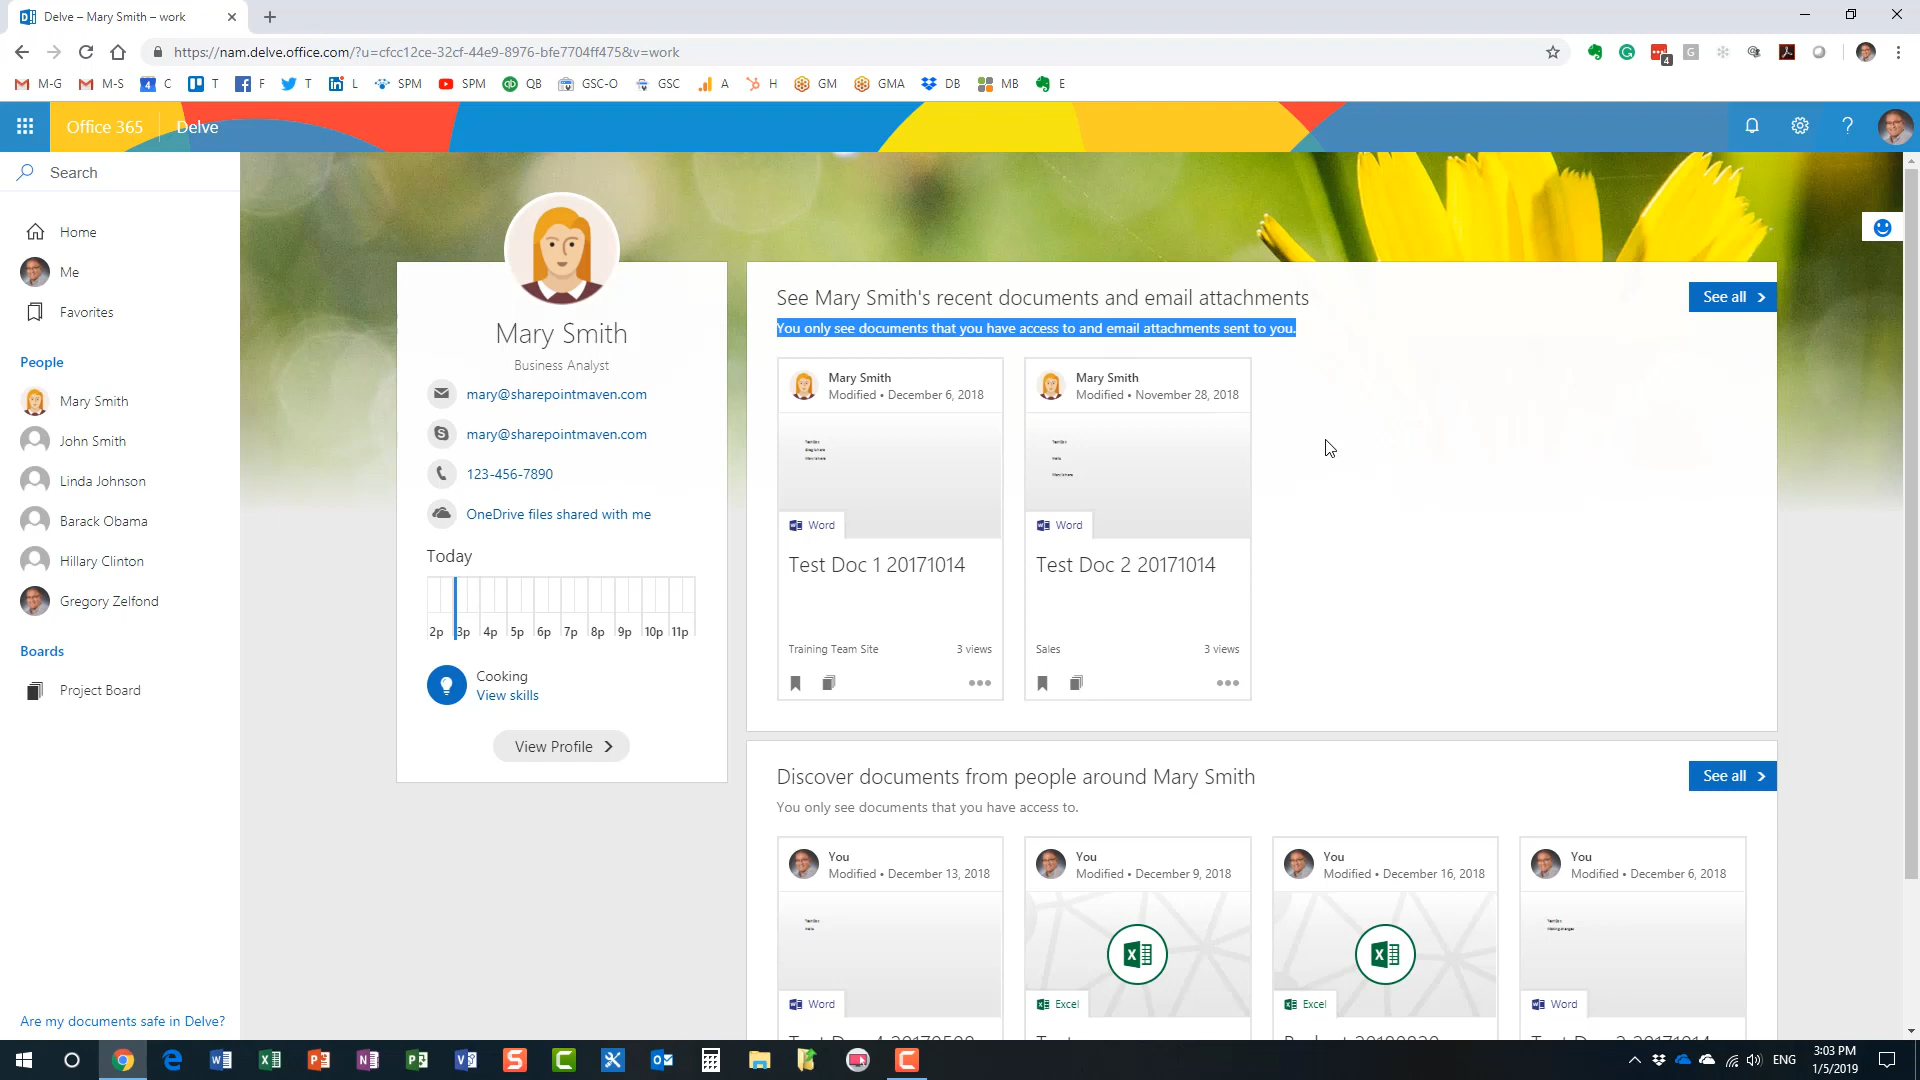 Delve – Mary Smith – work
https://nam.delve.office.com/?u=cfcc12ce-32cf-44e9-8976-bfe7704ff475&v=work
4
M-G M-S 4 C T F T L SPM SPM QB GSC-O GSC A H GM GMA DB MB E
Office 365 Delve
Search
Home
Me
Favorites
People
Mary Smith
John Smith
Linda Johnson
Barack Obama
Hillary Clinton
Gregory Zelfond
Boards
Project Board
Are my documents safe in Delve?
Mary Smith
Business Analyst
mary@sharepointmaven.com
mary@sharepointmaven.com
123-456-7890
OneDrive files shared with me
Today
2p 3p 4p 5p 6p 7p 8p 9p 10p 11p
Cooking
View skills
View Profile
See Mary Smith's recent documents and email attachments
See all
You only see documents that you have access to and email attachments sent to you.
Mary Smith
Modified • December 6, 2018
Word
Test Doc 1 20171014
Training Team Site 3 views
Mary Smith
Modified • November 28, 2018
Word
Test Doc 2 20171014
Sales 3 views
Discover documents from people around Mary Smith
See all
You only see documents that you have access to.
You
Modified • December 13, 2018
Word
You
Modified • December 9, 2018
Excel
You
Modified • December 16, 2018
Excel
You
Modified • December 6, 2018
Word
ENG
3:03 PM
1/5/2019